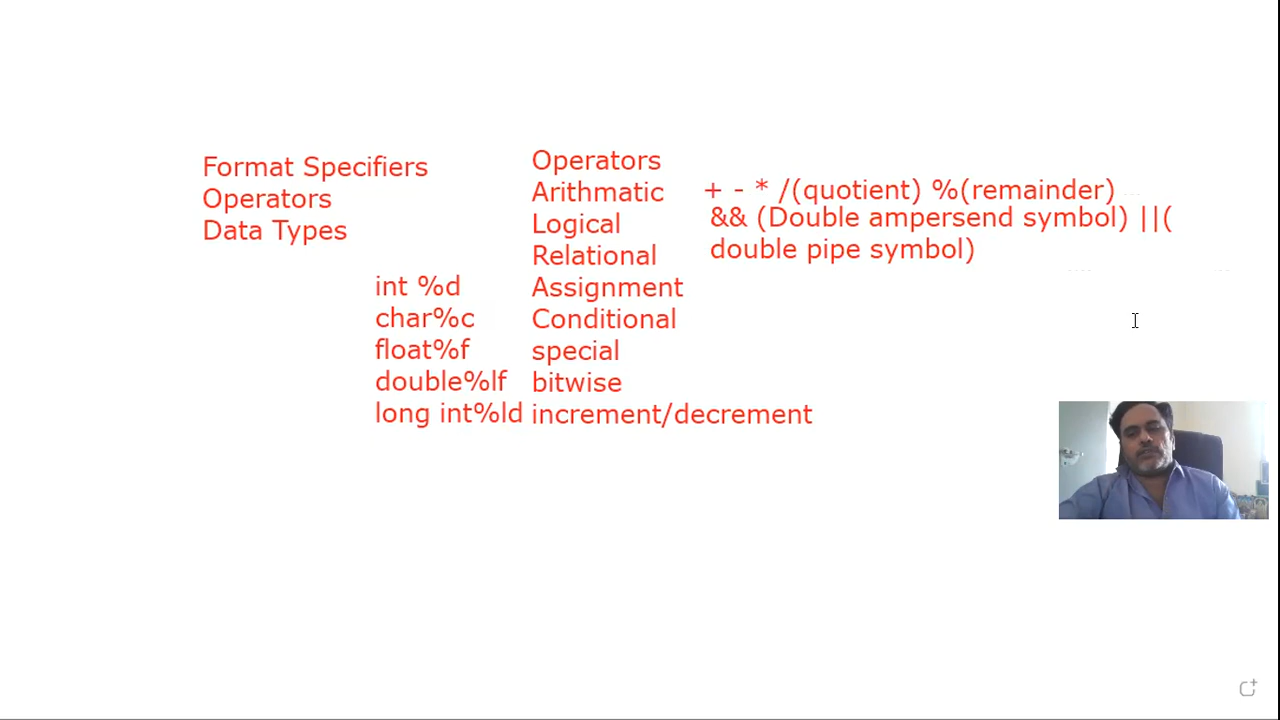 Format Specifiers
Operators
Data Types
int %d
char%c
float%f
double%lf
long int%ld
Operators
Arithmatic
Logical
Relational
Assignment
Conditional
special
bitwise
increment/decrement
+ - * /(quotient) %(remainder)
&& (Double ampersend symbol) ||(
double pipe symbol)